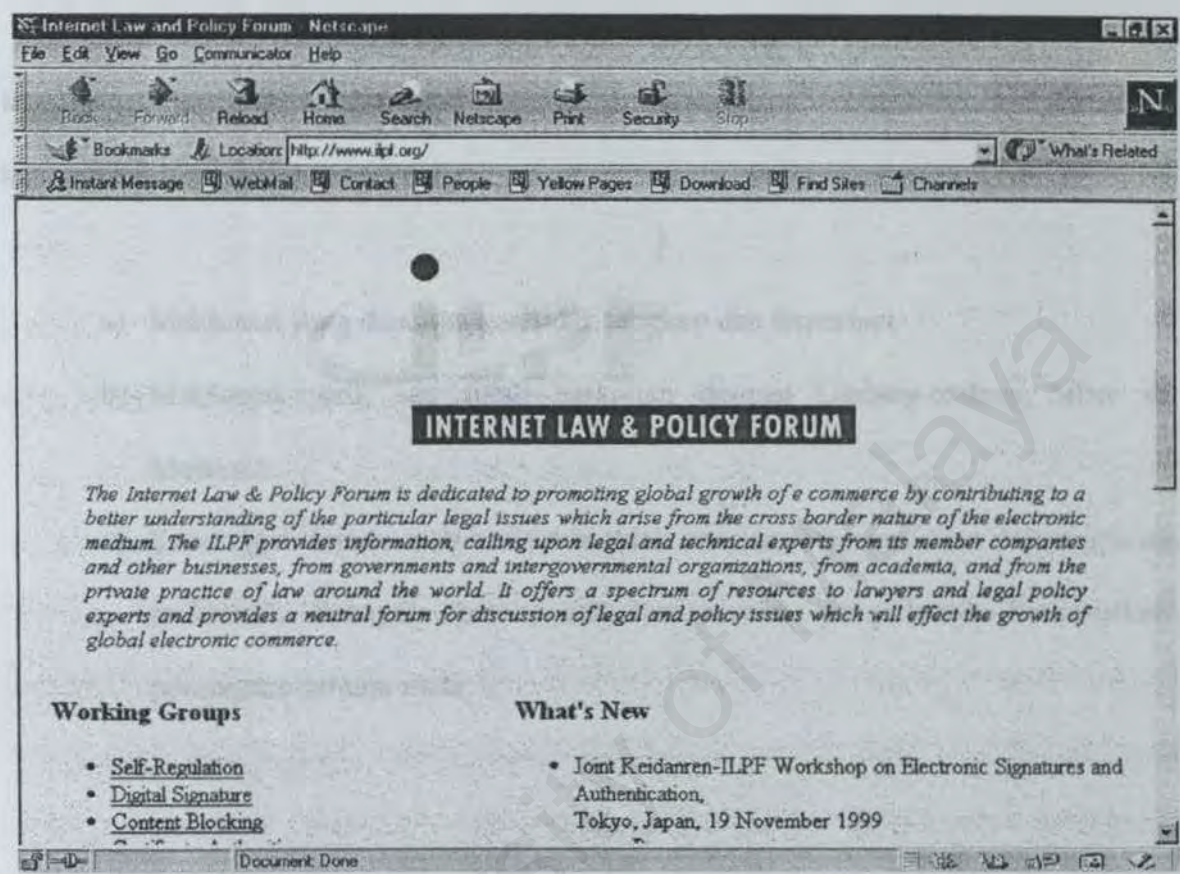 Internet Law and Policy Forum - Netscape
File Edit View Go Communicator Help
Back Forward Reload Home Search Netscape Print Security Stop
N
Bookmarks Location: http://www.ilpf.org/ What's Related
Instant Message WebMail Contact People Yellow Pages Download Find Sites Channels
INTERNET LAW & POLICY FORUM
The Internet Law & Policy Forum is dedicated to promoting global growth of e commerce by contributing to a
better understanding of the particular legal issues which arise from the cross border nature of the electronic
medium. The ILPF provides information, calling upon legal and technical experts from its member companies
and other businesses, from governments and intergovernmental organizations, from academia, and from the
private practice of law around the world. It offers a spectrum of resources to lawyers and legal policy
experts and provides a neutral forum for discussion of legal and policy issues which will effect the growth of
global electronic commerce.
Working Groups
• Self-Regulation
• Digital Signature
• Content Blocking
What's New
• Joint Keidanren-ILPF Workshop on Electronic Signatures and
Authentication,
Tokyo, Japan, 19 November 1999
Document: Done
of Malaya